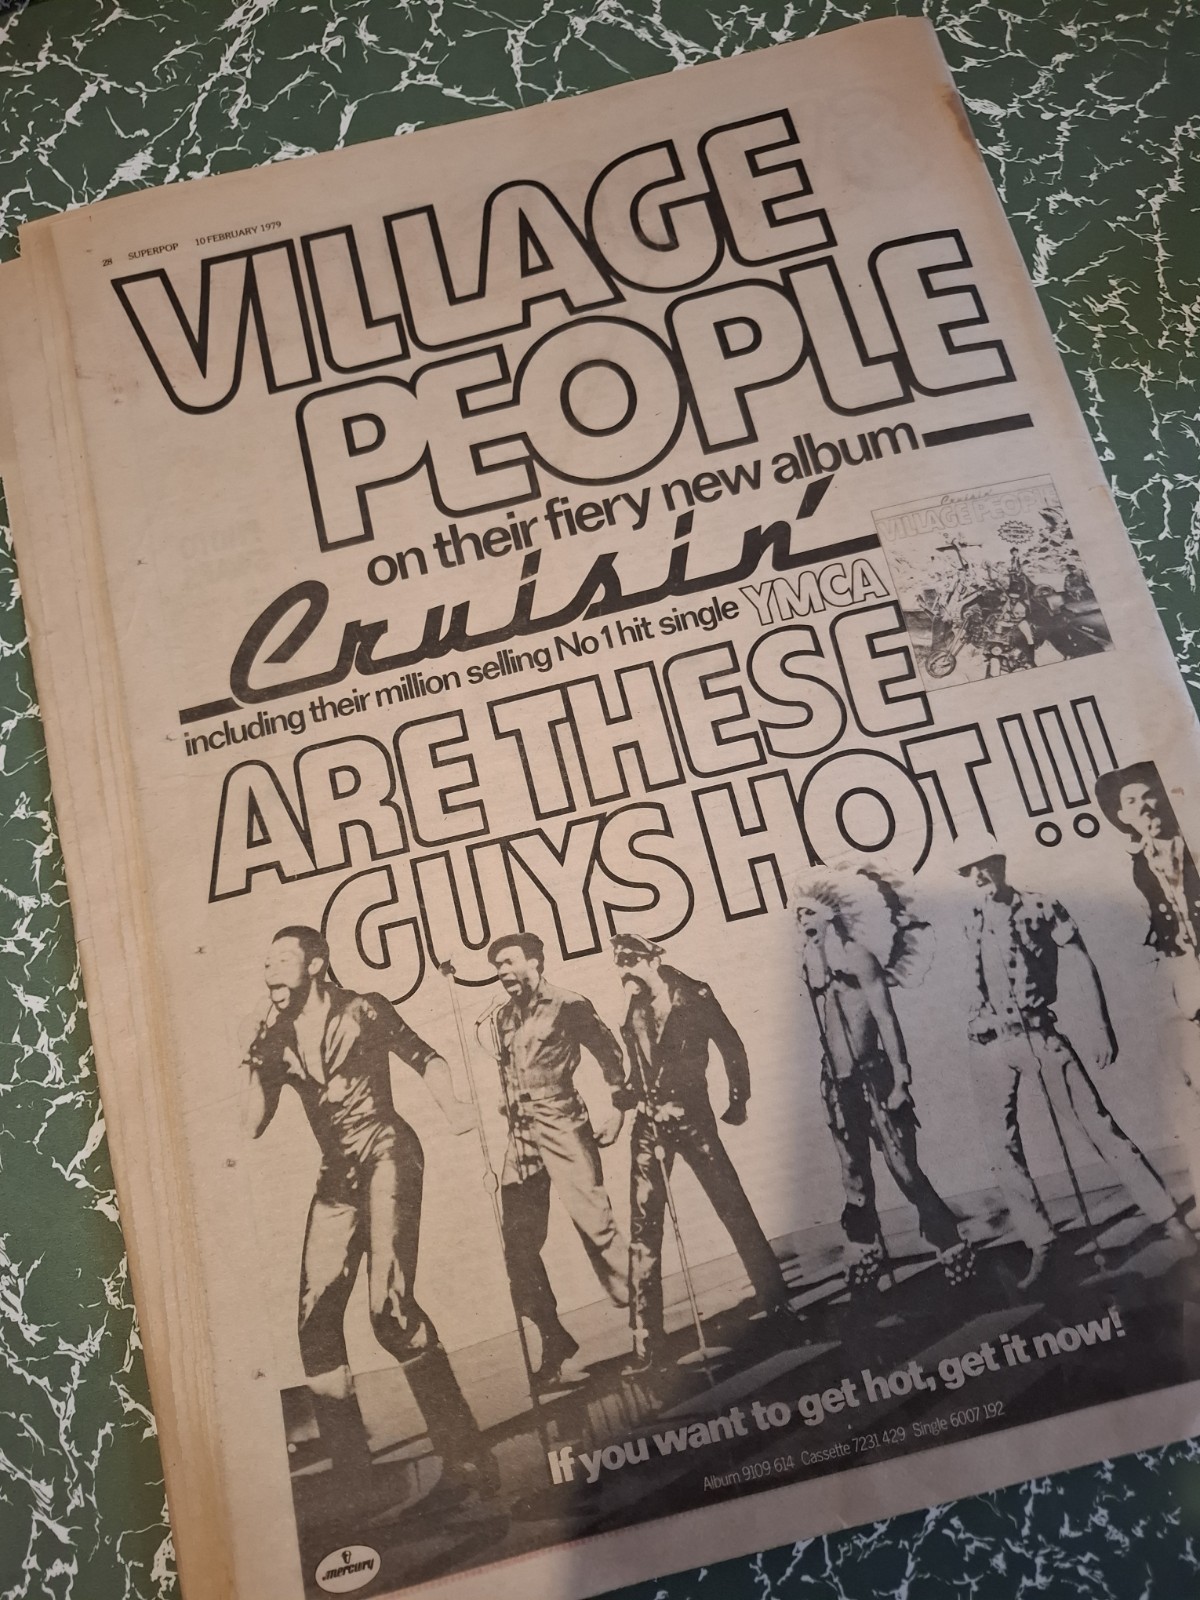 28 SUPERPOP 10 FEBRUARY 1979
VILLAGE
PEOPLE
on their fiery new album
Cruisin'
including their million selling No 1 hit single YMCA
Cruisin'
VILLAGE PEOPLE
ARE THESE
GUYS HOT!!!
If you want to get hot, get it now!
Album 9109 614 Cassette 7231 429 Single 6007 192
mercury